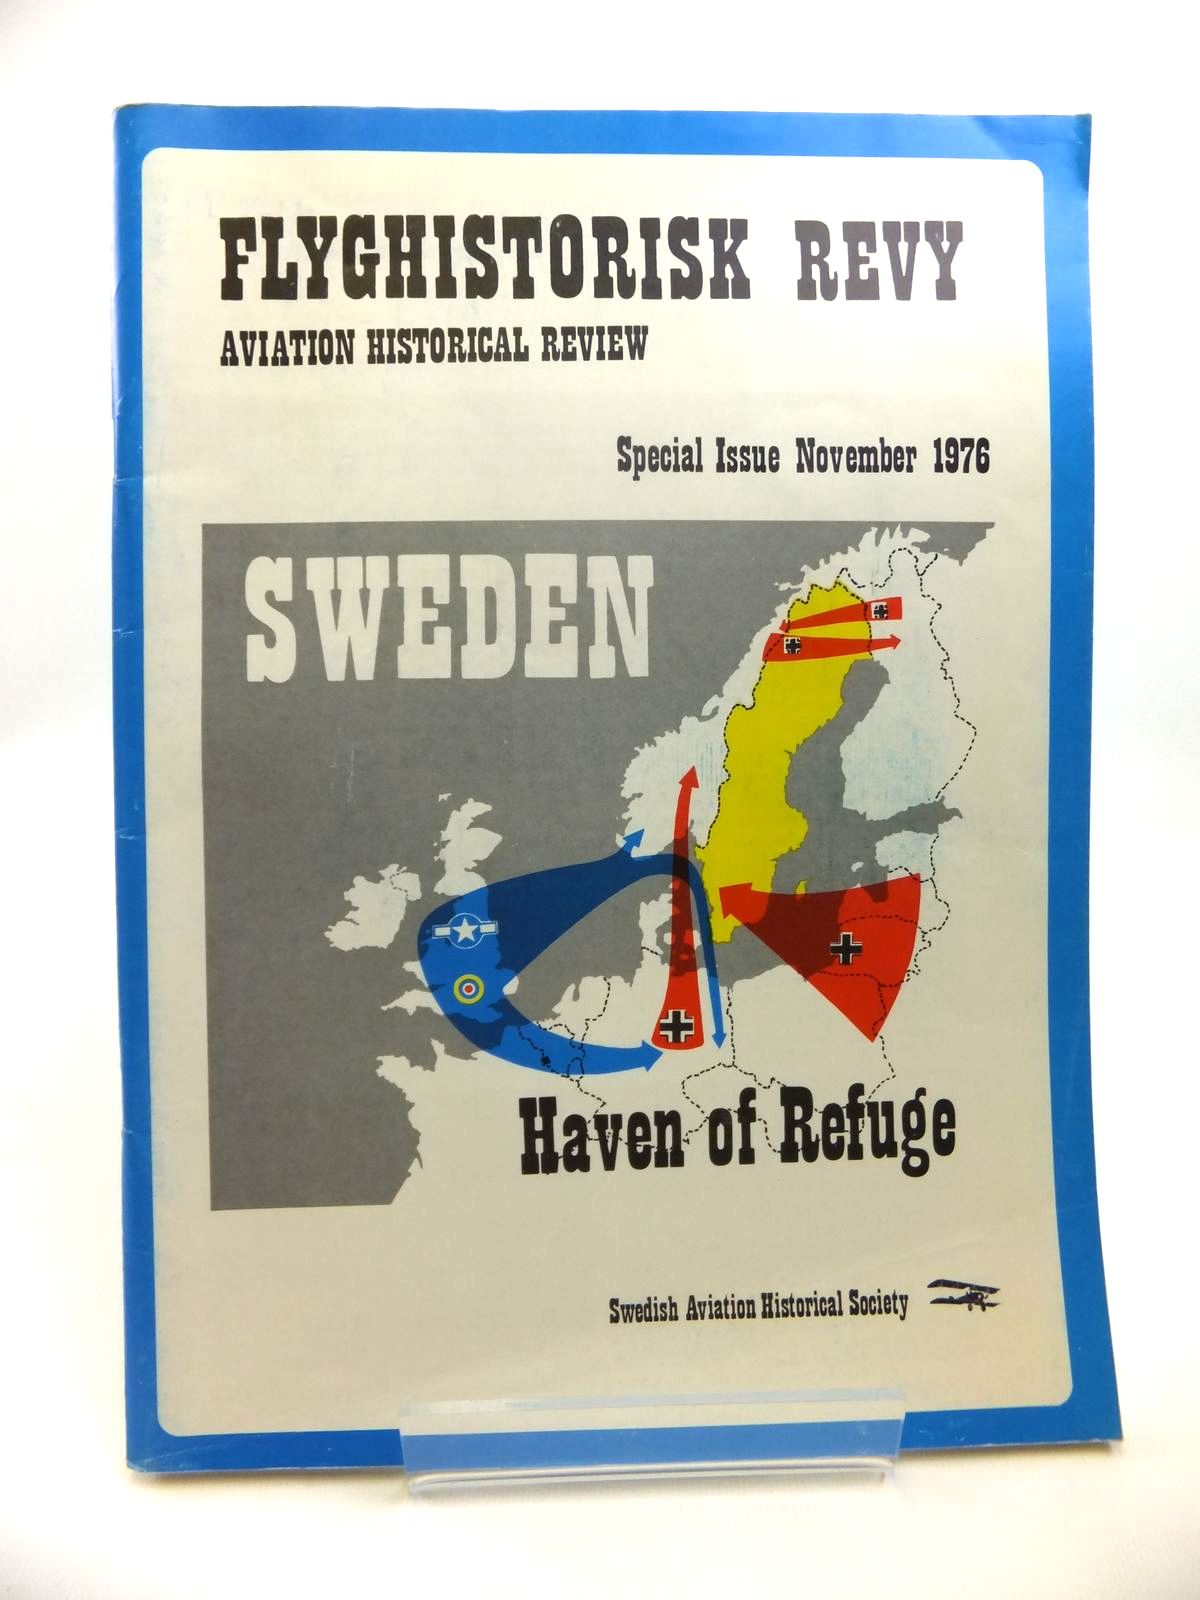 FLYGHISTORISK REVY
AVIATION HISTORICAL REVIEW
Special Issue November 1976
SWEDEN
Haven of Refuge
Swedish Aviation Historical Society